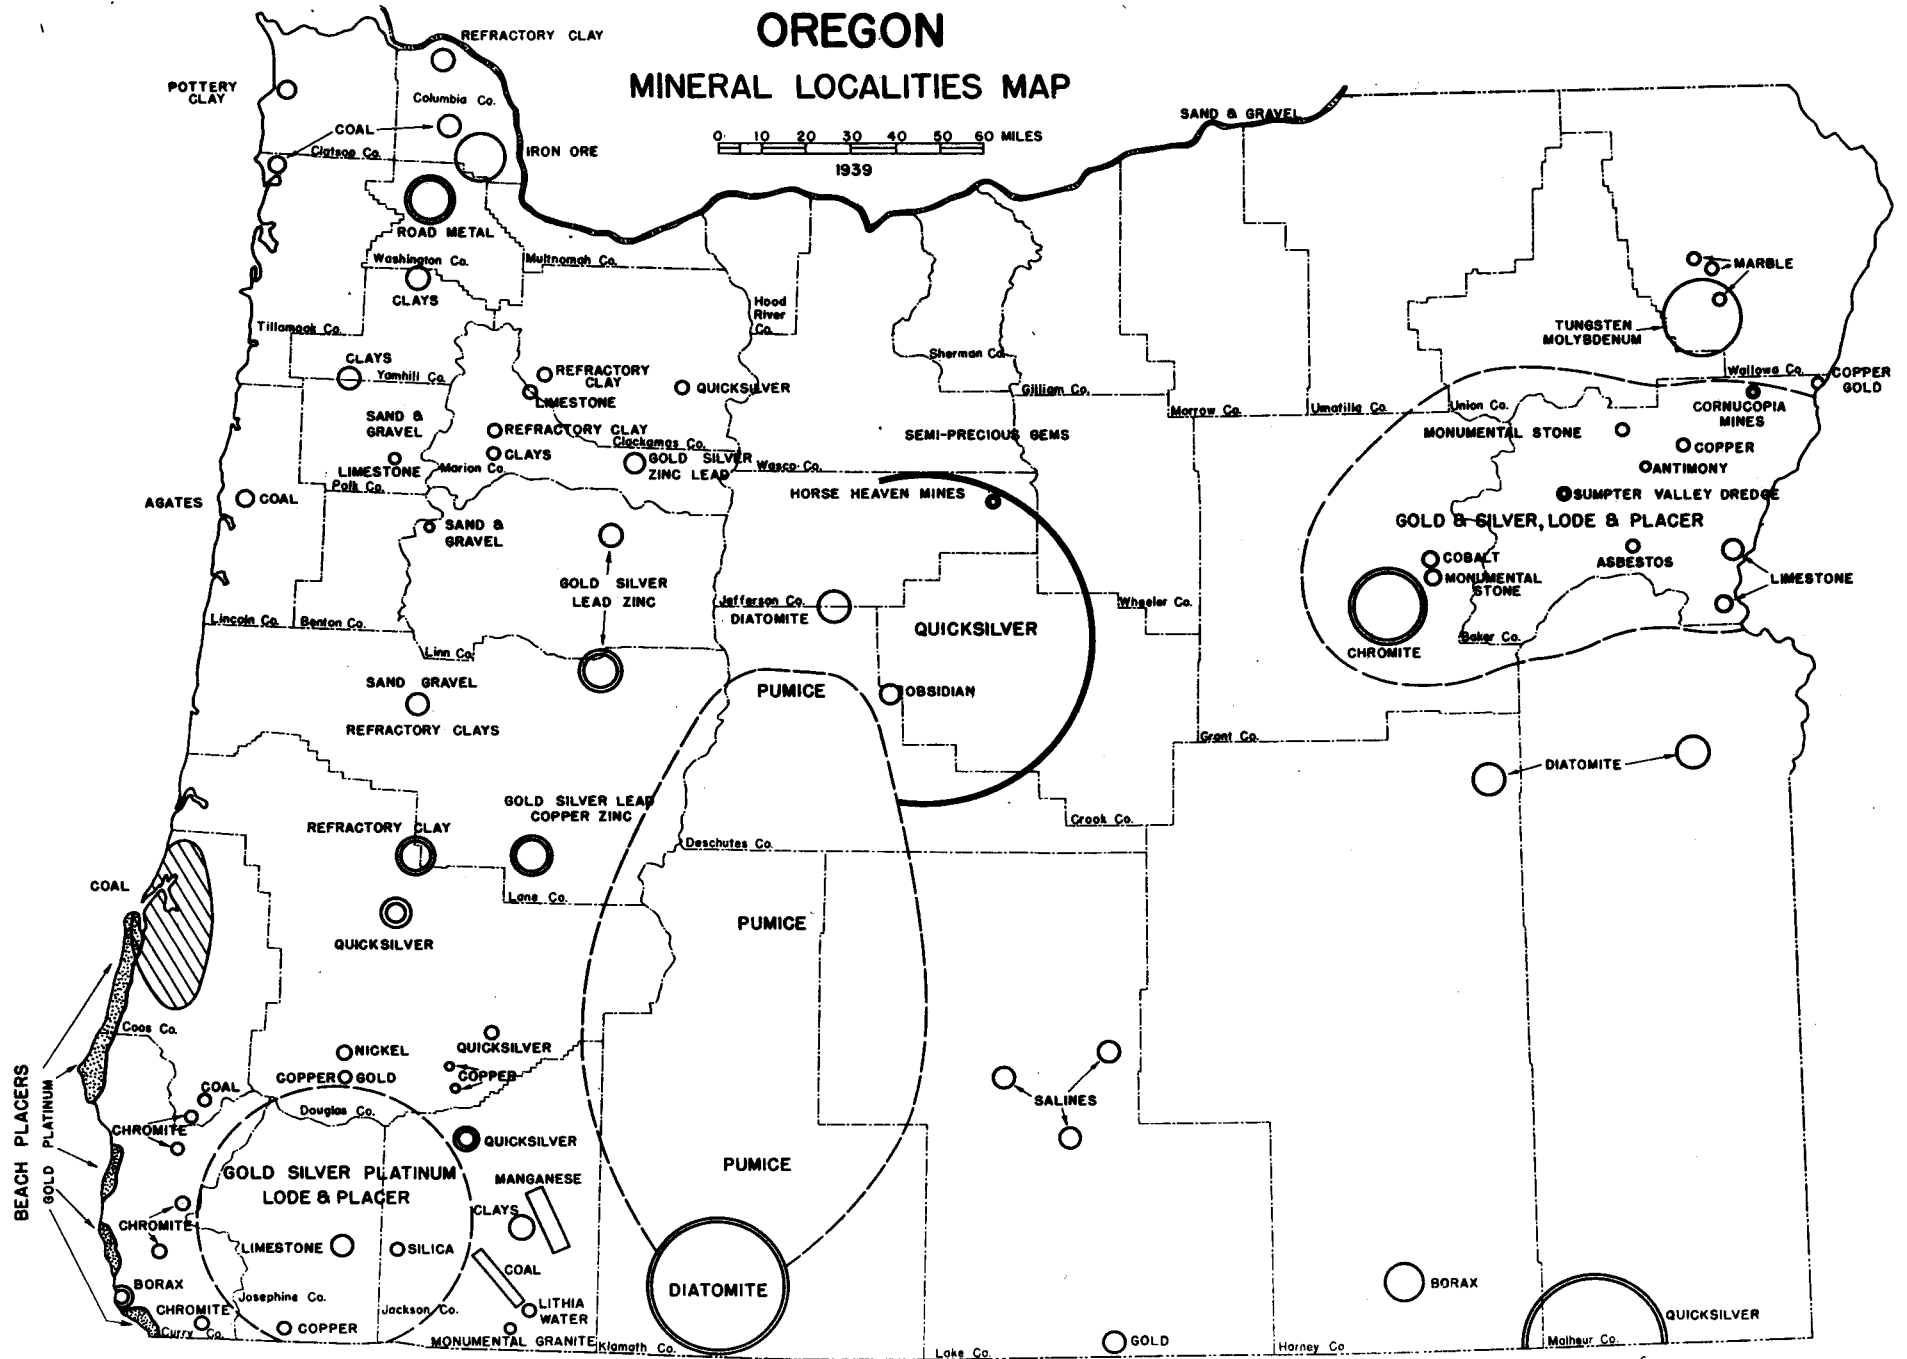 OREGON
MINERAL LOCALITIES MAP
0 10 20 30 40 50 60 MILES
1939
REFRACTORY CLAY
POTTERY
CLAY
Columbia Co.
COAL
Clatsop Co.
IRON ORE
ROAD METAL
Washington Co.
Multnomah Co.
CLAYS
Tillamook Co.
Hood
River
Co.
SAND & GRAVEL
Sherman Co.
Gilliam Co.
Morrow Co.
Umatilla Co.
Union Co.
Wallowa Co.
MARBLE
TUNGSTEN
MOLYBDENUM
COPPER
GOLD
CORNUCOPIA
MINES
MONUMENTAL STONE
COPPER
ANTIMONY
SUMPTER VALLEY DREDGE
GOLD & SILVER, LODE & PLACER
COBALT
MONUMENTAL
STONE
ASBESTOS
LIMESTONE
CHROMITE
Baker Co.
CLAYS
Yamhill Co.
REFRACTORY
CLAY
LIMESTONE
QUICKSILVER
SAND &
GRAVEL
REFRACTORY CLAY
Clackamas Co.
CLAYS
LIMESTONE
Marion Co.
GOLD SILVER
ZINC LEAD
Polk Co.
SEMI-PRECIOUS GEMS
Wasco Co.
HORSE HEAVEN MINES
AGATES
COAL
SAND &
GRAVEL
GOLD SILVER
LEAD ZINC
Jefferson Co.
DIATOMITE
Wheeler Co.
QUICKSILVER
Lincoln Co.
Benton Co.
Linn Co.
SAND GRAVEL
REFRACTORY CLAYS
PUMICE
OBSIDIAN
Grant Co.
DIATOMITE
GOLD SILVER LEAD
COPPER ZINC
REFRACTORY CLAY
Crook Co.
Deschutes Co.
Lane Co.
COAL
QUICKSILVER
PUMICE
Coos Co.
NICKEL
COPPER
GOLD
QUICKSILVER
COPPER
COAL
CHROMITE
Douglas Co.
QUICKSILVER
SALINES
BEACH PLACERS
GOLD PLATINUM
GOLD SILVER PLATINUM
LODE & PLACER
MANGANESE
PUMICE
CLAYS
CHROMITE
LIMESTONE
SILICA
COAL
BORAX
Josephine Co.
Jackson Co.
LITHIA
WATER
CHROMITE
Curry Co.
COPPER
MONUMENTAL GRANITE
DIATOMITE
Klamath Co.
Lake Co.
GOLD
BORAX
Harney Co
Malheur Co.
QUICKSILVER